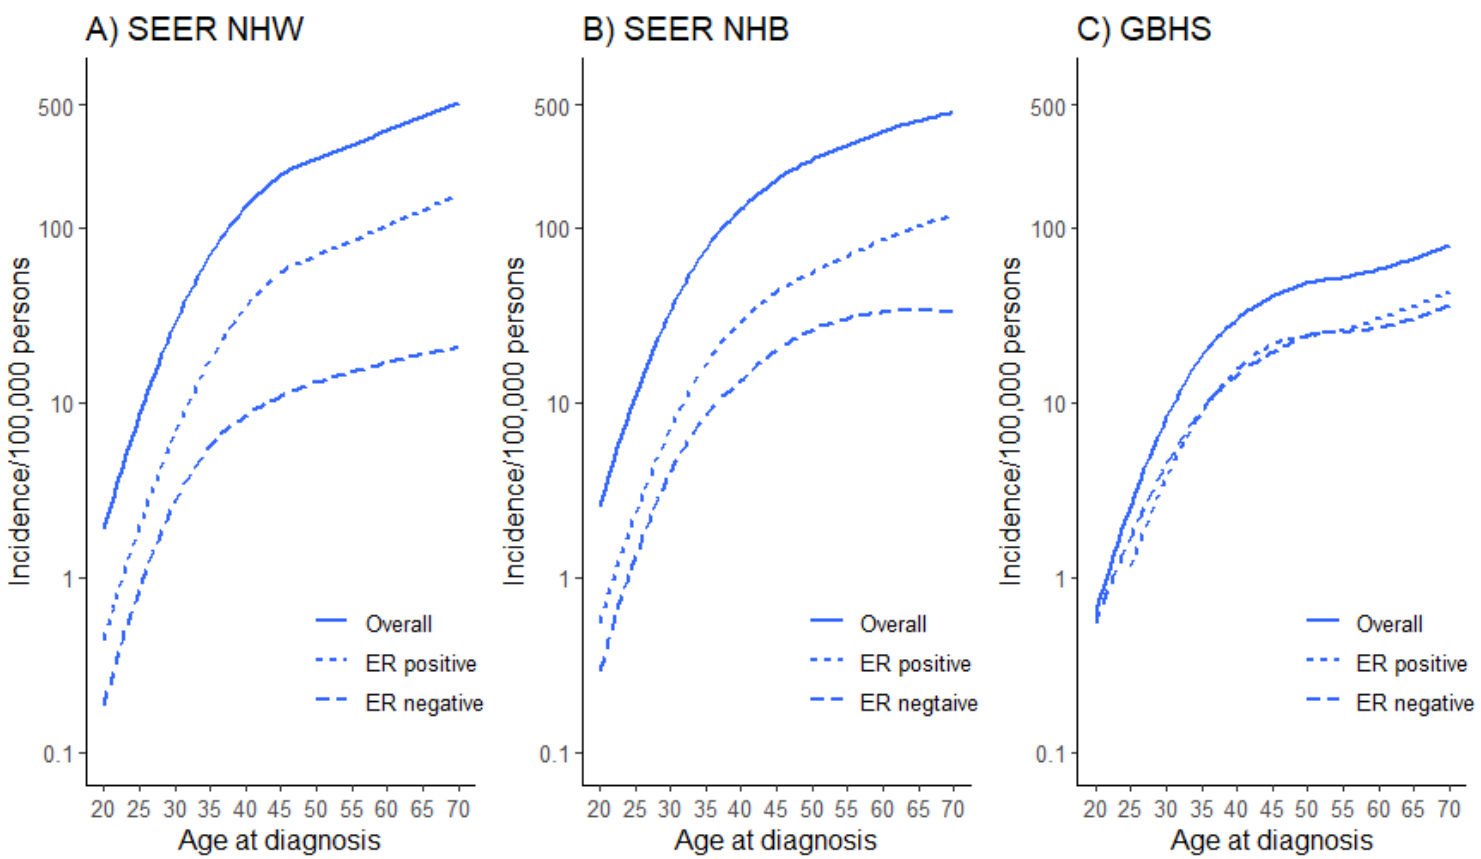 A) SEER NHW
Incidence/100,000 persons
500
100
10
1
0.1
Overall
ER positive
ER negative
20 25 30 35 40 45 50 55 60 65 70
Age at diagnosis
B) SEER NHB
Incidence/100,000 persons
500
100
10
1
0.1
Overall
ER positive
ER negtaive
20 25 30 35 40 45 50 55 60 65 70
Age at diagnosis
C) GBHS
Incidence/100,000 persons
500
100
10
1
0.1
Overall
ER positive
ER negative
20 25 30 35 40 45 50 55 60 65 70
Age at diagnosis